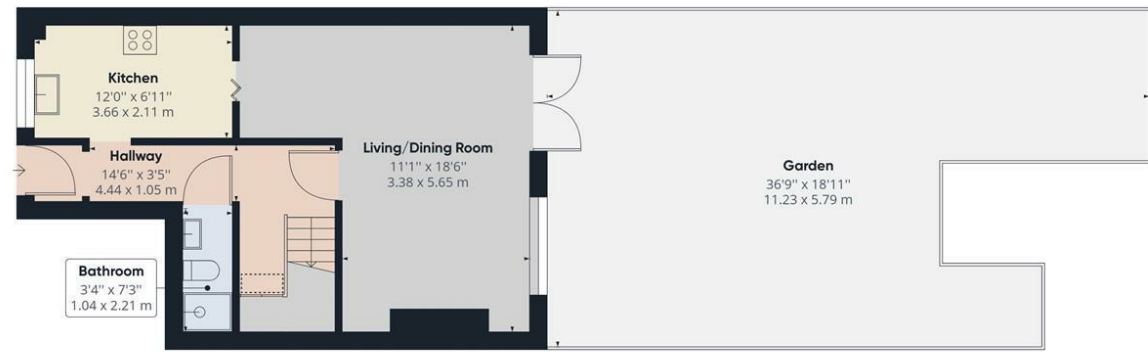 Kitchen
12'0" x 6'11"
3.66 x 2.11 m
Hallway
14'6" x 3'5"
4.44 x 1.05 m
Living/Dining Room
11'1" x 18'6"
3.38 x 5.65 m
Garden
36'9" x 18'11"
11.23 x 5.79 m
Bathroom
3'4" x 7'3"
1.04 x 2.21 m